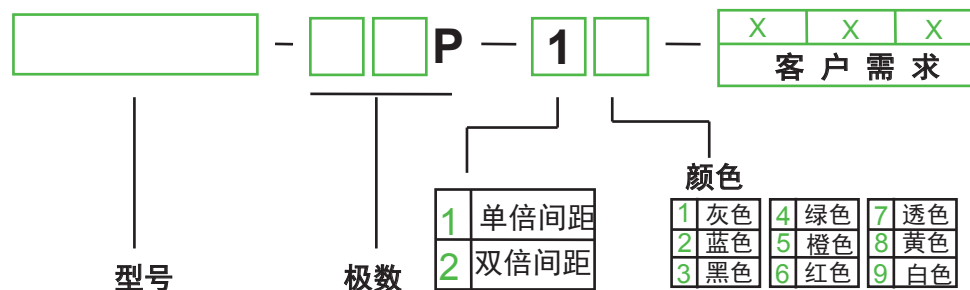 — P — 1 — X X X
客户需求
颜色
1 单倍间距
2 双倍间距
1 灰色 4 绿色 7 透色
2 蓝色 5 橙色 8 黄色
3 黑色 6 红色 9 白色
型号 极数